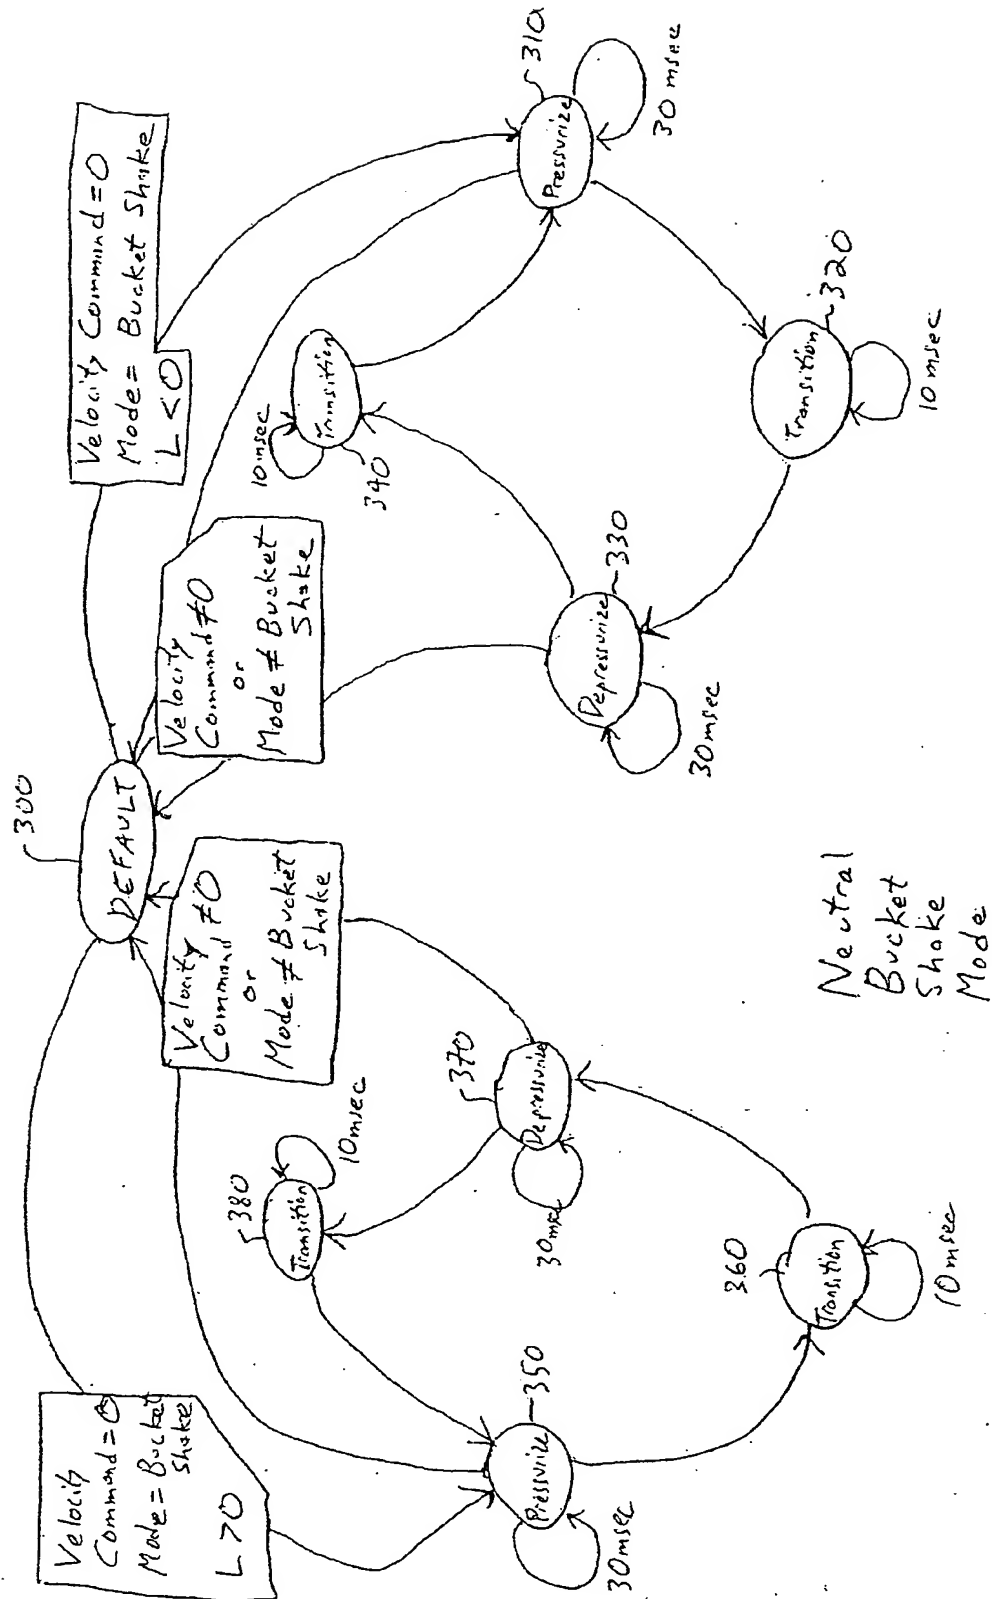 300
DEFAULT
Velocity
Command = 0
Mode = Bucket
Shake
L > 0
Velocity Command = 0
Mode = Bucket Shake
L < 0
Velocity
Command ≠ 0
or
Mode ≠ Bucket
Shake
Velocity
Command ≠ 0
or
Mode ≠ Bucket
Shake
380
Transition
10 msec
370
Depressurize
30 msec
350
Pressurize
30 msec
360
Transition
10 msec
10 msec
Transition
340
310
Pressurize
30 msec
330
Depressurize
30 msec
320
Transition
10 msec
Neutral
Bucket
Shake
Mode